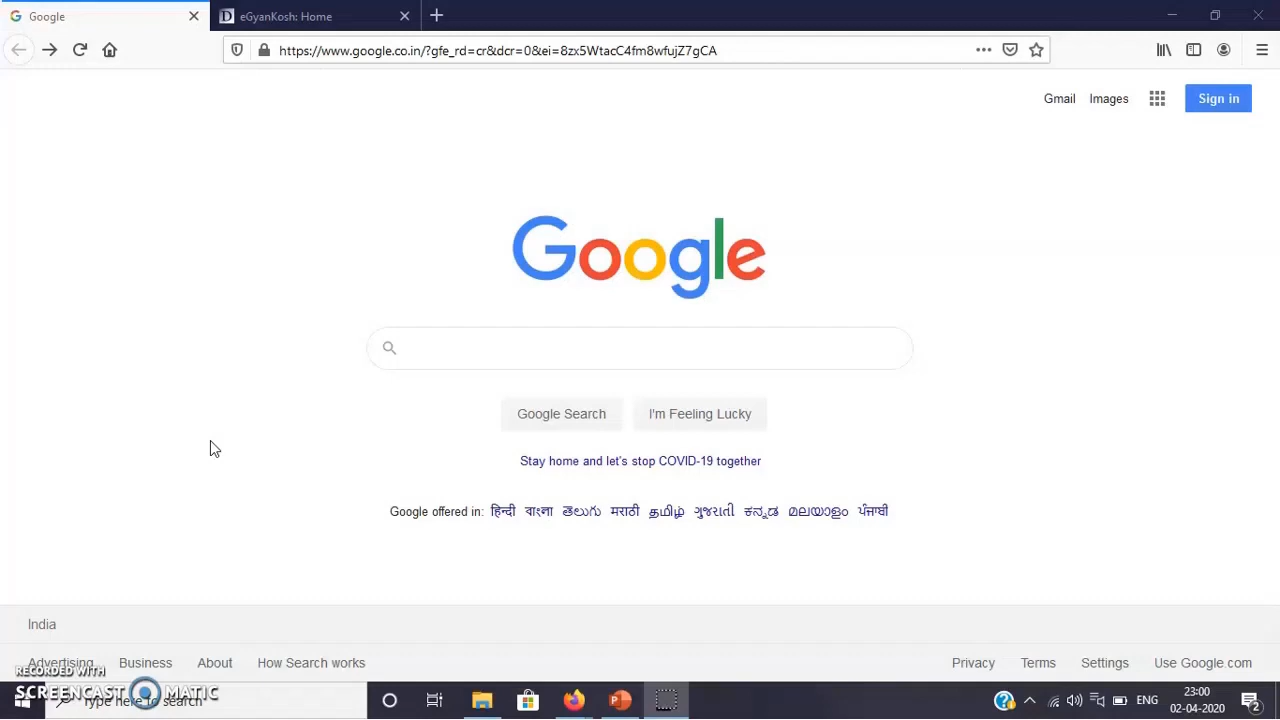 Google
eGyanKosh: Home
https://www.google.co.in/?gfe_rd=cr&dcr=0&ei=8zx5WtacC4fm8wfujZ7gCA
Gmail Images Sign in
Google
Google Search I'm Feeling Lucky
Stay home and let's stop COVID-19 together
Google offered in: हिन्दी বাংলা తెలుగు मराठी தமிழ் ગુજરાતી ಕನ್ನಡ മലയാളം ਪੰਜਾਬੀ
India
Advertising Business About How Search works Privacy Terms Settings Use Google.com
RECORDED WITH
SCREENCAST MATIC
Type here to search
ENG
23:00
02-04-2020
2